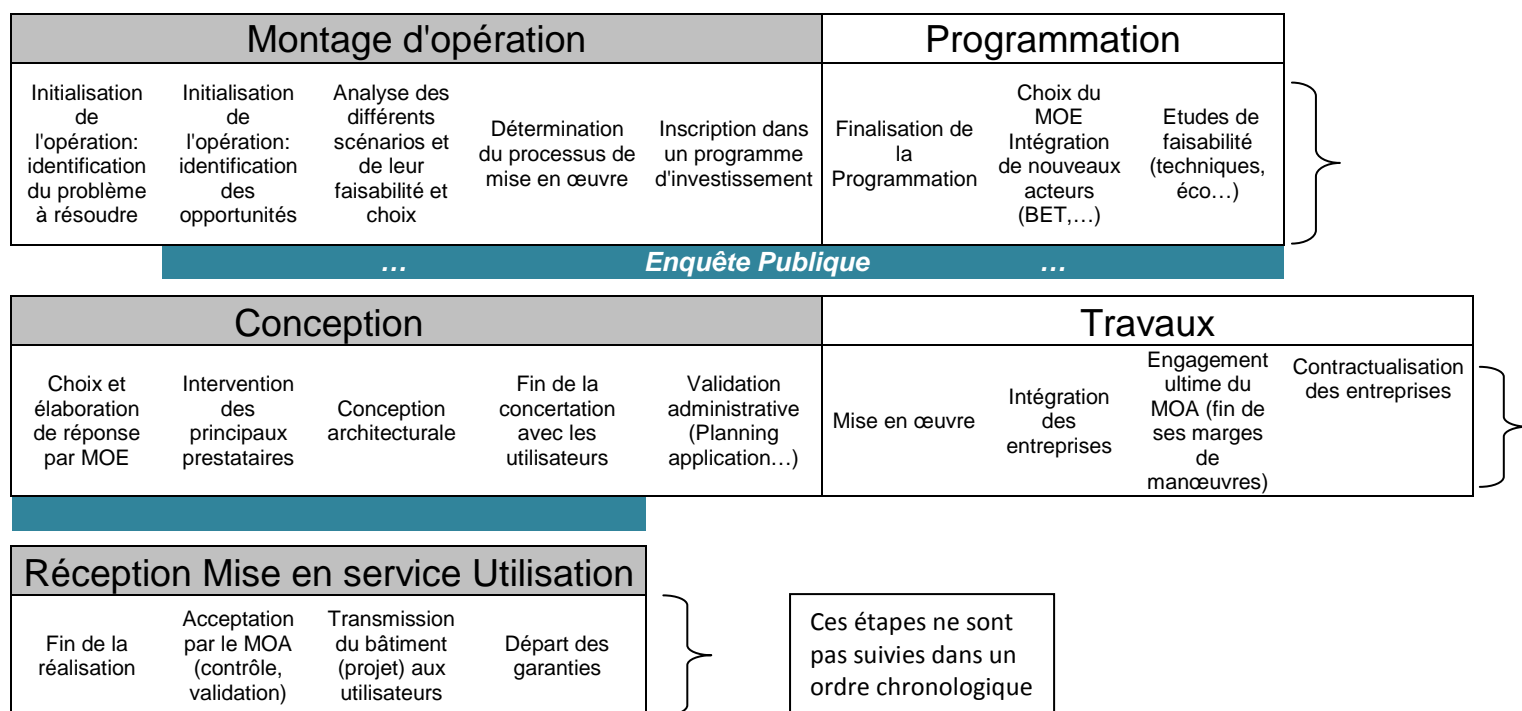 Montage d'opération
Programmation
Initialisation
de
l'opération:
identification
du problème
à résoudre
Initialisation
de
l'opération:
identification
des
opportunités
Analyse des
différents
scénarios et
de leur
faisabilité et
choix
Détermination
du processus de
mise en œuvre
Inscription dans
un programme
d'investissement
Finalisation de
la
Programmation
Choix du
MOE
Intégration
de nouveaux
acteurs
(BET,…)
Etudes de
faisabilité
(techniques,
éco…)
… Enquête Publique …
Conception
Travaux
Choix et
élaboration
de réponse
par MOE
Intervention
des
principaux
prestataires
Conception
architecturale
Fin de la
concertation
avec les
utilisateurs
Validation
administrative
(Planning
application…)
Mise en œuvre
Intégration
des
entreprises
Engagement
ultime du
MOA (fin de
ses marges
de
manœuvres)
Contractualisation
des entreprises
Réception Mise en service Utilisation
Fin de la
réalisation
Acceptation
par le MOA
(contrôle,
validation)
Transmission
du bâtiment
(projet) aux
utilisateurs
Départ des
garanties
Ces étapes ne sont
pas suivies dans un
ordre chronologique